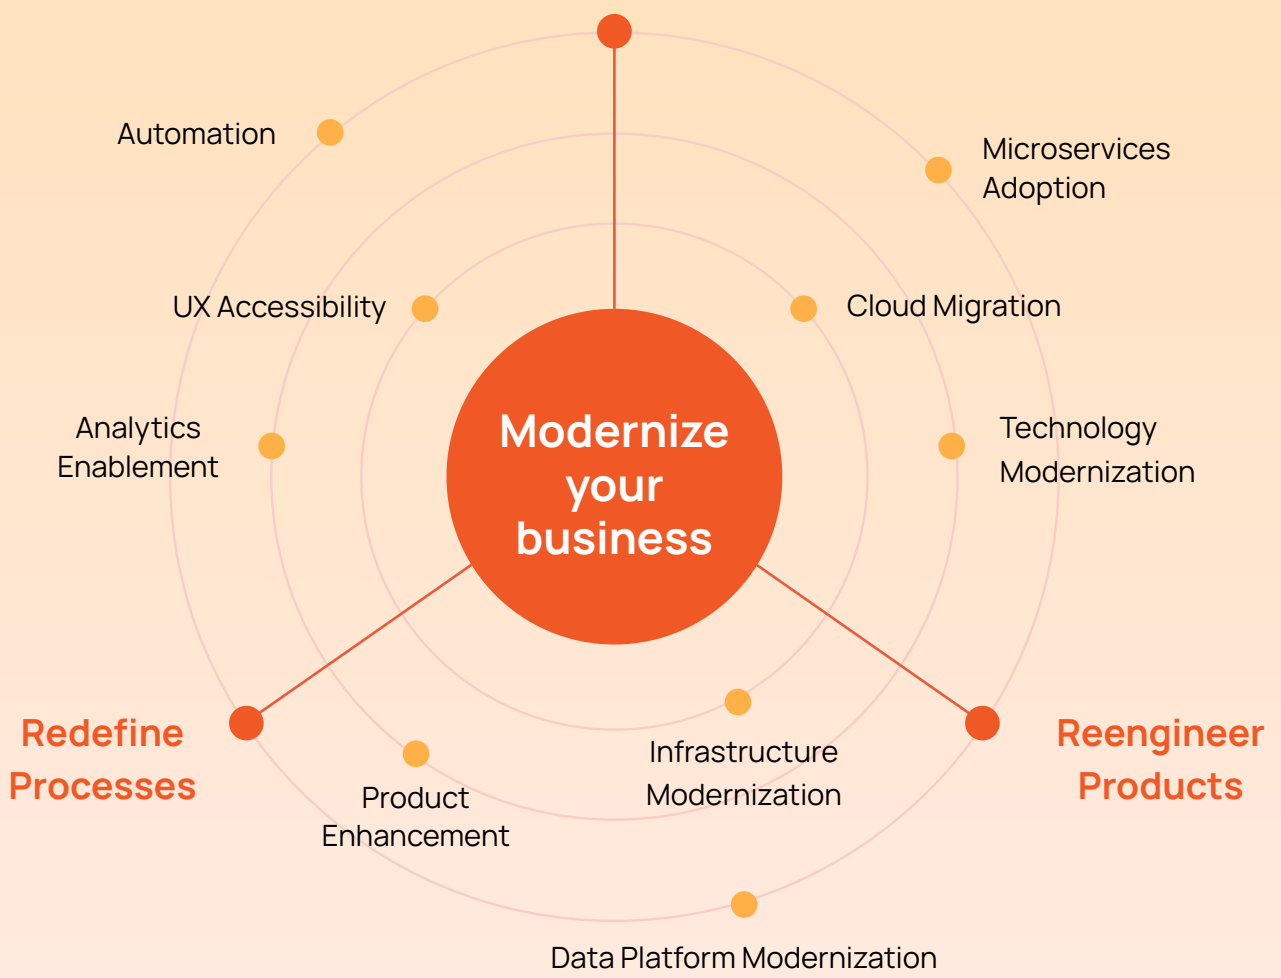 Automation
Microservices
Adoption
UX Accessibility
Cloud Migration
Analytics
Enablement
Modernize
your
business
Technology
Modernization
Redefine
Processes
Reengineer
Products
Infrastructure
Modernization
Product
Enhancement
Data Platform Modernization